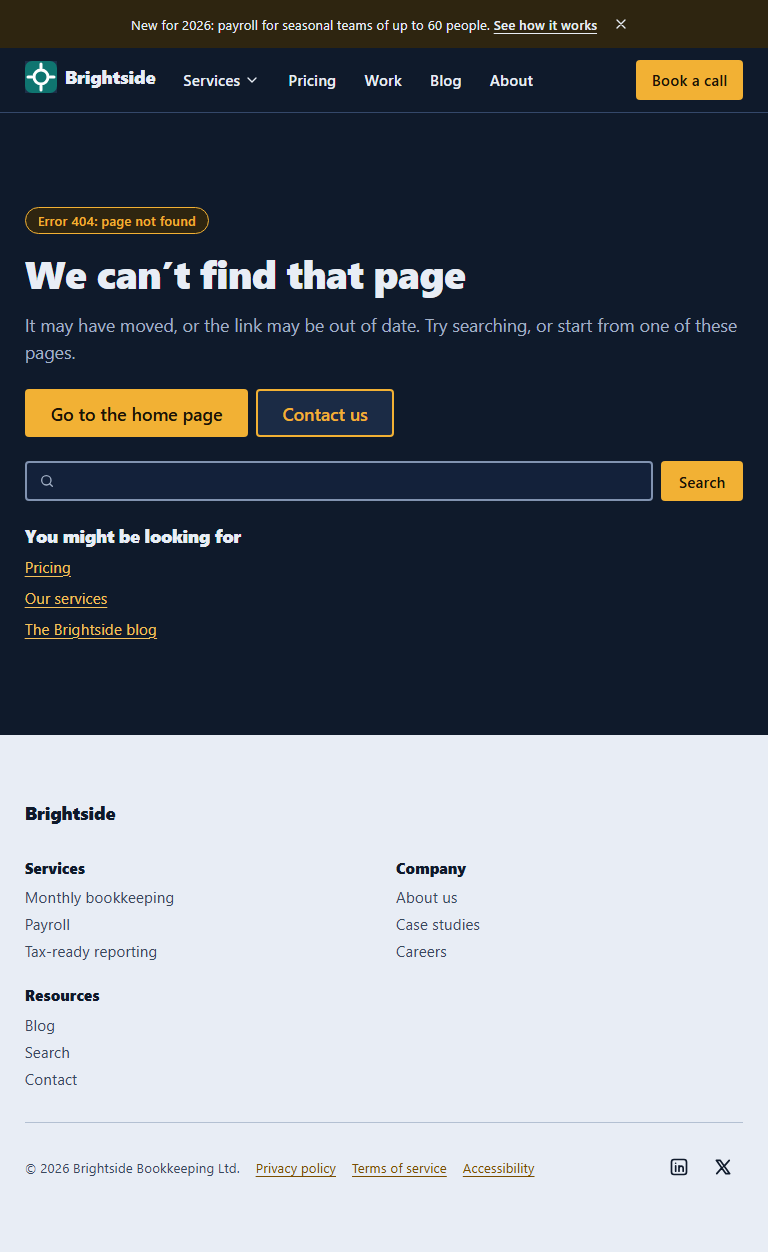 New for 2026: payroll for seasonal teams of up to 60 people. See how it works
Brightside
Services
Pricing
Work
Blog
About
Book a call
Error 404: page not found
We can´t find that page
It may have moved, or the link may be out of date. Try searching, or start from one of these
pages.
Go to the home page
Contact us
Search
You might be looking for
Pricing
Our services
The Brightside blog
Brightside
Services
Monthly bookkeeping
Payroll
Tax-ready reporting
Company
About us
Case studies
Careers
Resources
Blog
Search
Contact
© 2026 Brightside Bookkeeping Ltd.
Privacy policy
Terms of service
Accessibility